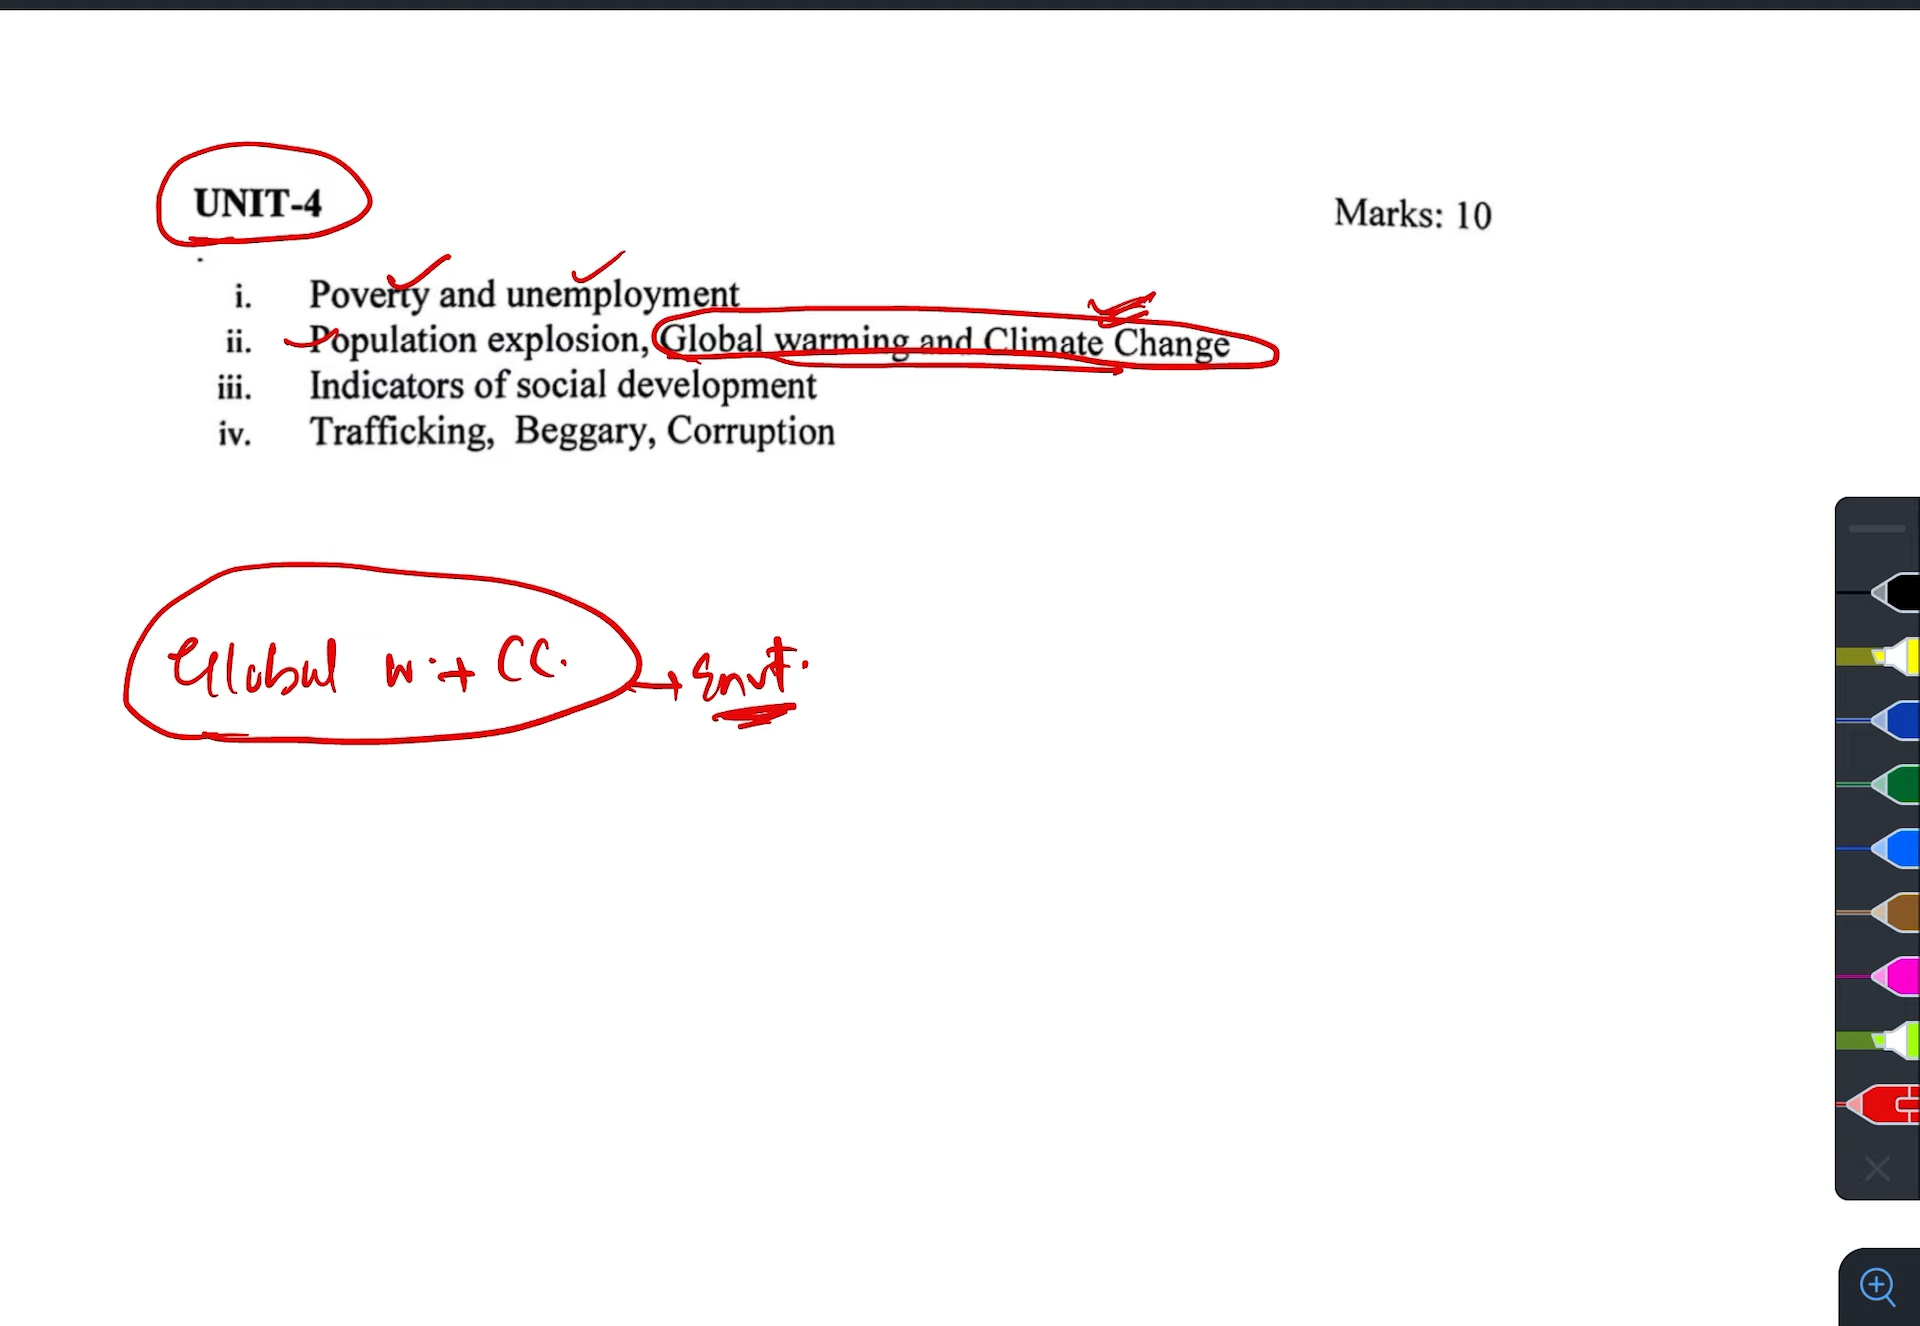 UNIT-4
Marks: 10
i. Poverty and unemployment
ii. Population explosion, Global warming and Climate Change
iii. Indicators of social development
iv. Trafficking, Beggary, Corruption
Global w. + CC. → Envt.